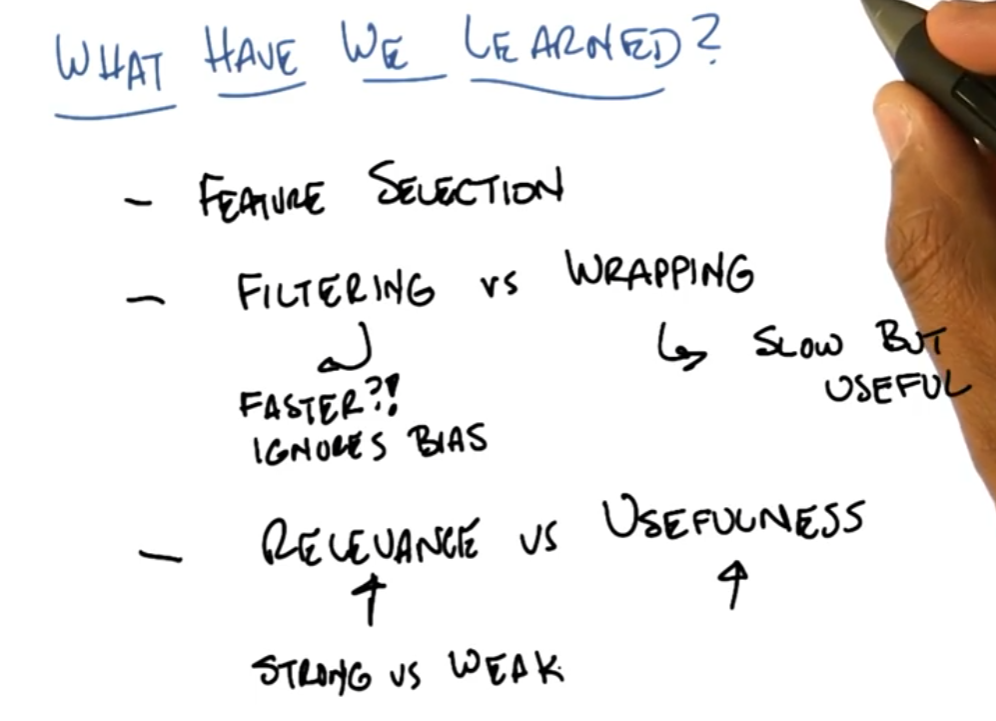 WHAT HAVE WE LEARNED?
- FEATURE SELECTION
- FILTERING vs WRAPPING
SLOW BUT
USEFUL
FASTER?!
IGNORES BIAS
- RELEVANCE vs USEFULNESS
STRONG vs WEAK